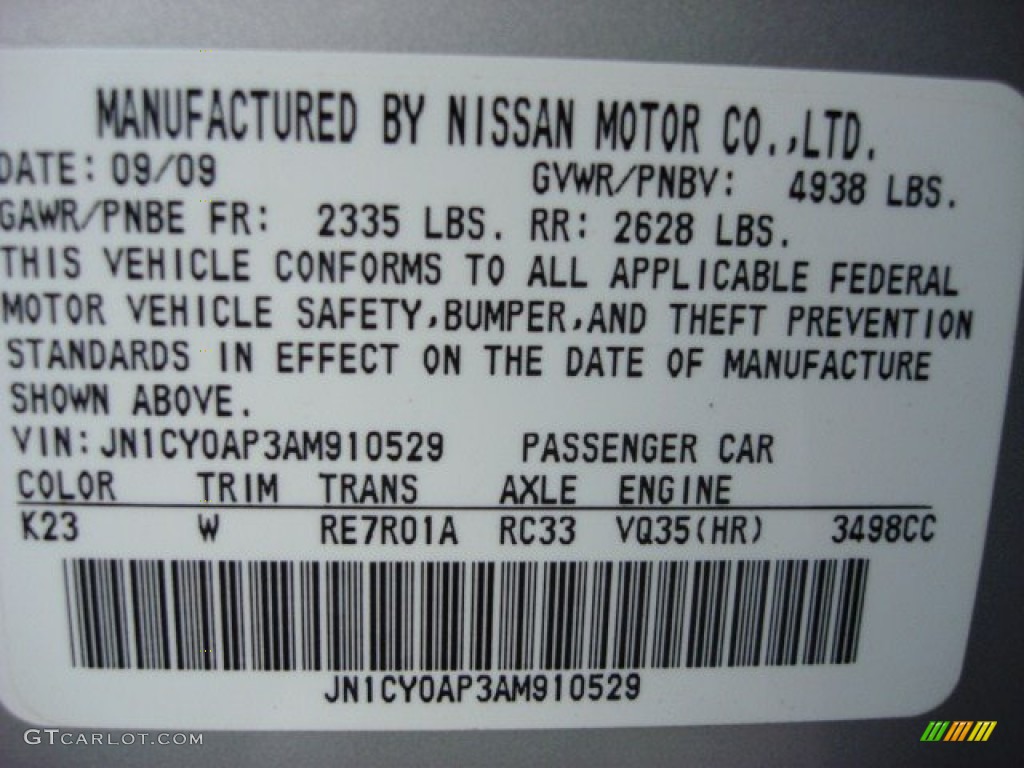 MANUFACTURED BY NISSAN MOTOR CO.,LTD.
DATE: 09/09 GVWR/PNBV: 4938 LBS.
GAWR/PNBE FR: 2335 LBS. RR: 2628 LBS.
THIS VEHICLE CONFORMS TO ALL APPLICABLE FEDERAL
MOTOR VEHICLE SAFETY,BUMPER,AND THEFT PREVENTION
STANDARDS IN EFFECT ON THE DATE OF MANUFACTURE
SHOWN ABOVE.
VIN:JN1CY0AP3AM910529 PASSENGER CAR
COLOR TRIM TRANS AXLE ENGINE
K23 W RE7R01A RC33 VQ35(HR) 3498CC
JN1CY0AP3AM910529
GTCARLOT.COM